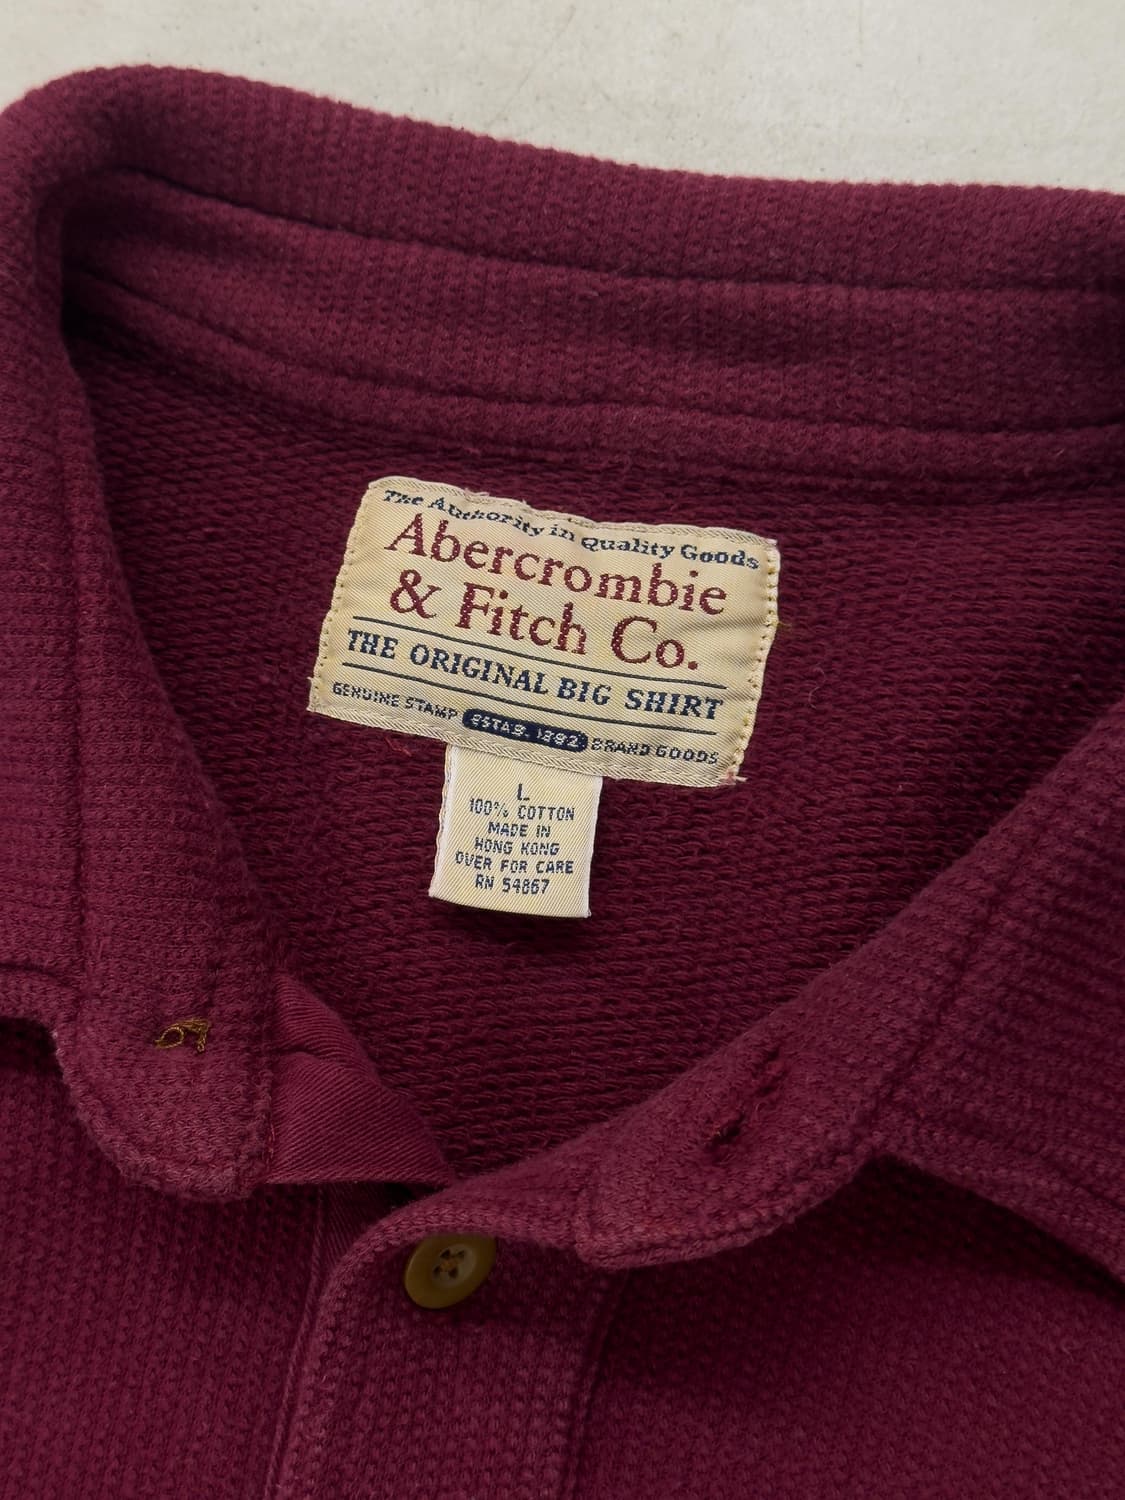 The Authority in Quality Goods
Abercrombie
& Fitch Co.
THE ORIGINAL BIG SHIRT
GENUINE STAMP ESTAB. 1892 BRAND GOODS
L
100% COTTON
MADE IN
HONG KONG
OVER FOR CARE
RN 54867